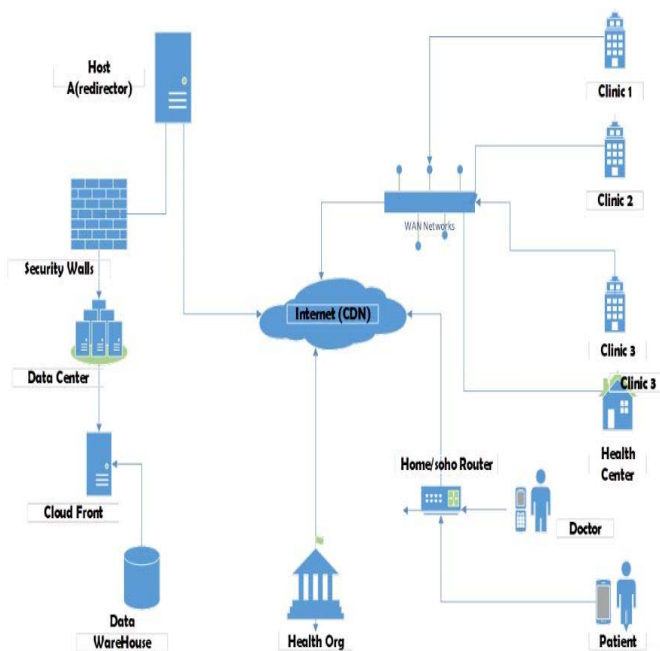 Host
A(redirector)
Clinic 1
Clinic 2
WAN Networks
Security Walls
Internet (CDN)
Clinic 3
Data Center
Clinic 3
Health
Center
Home/soho Router
Cloud Front
Doctor
Data
WareHouse
Health Org
Patient